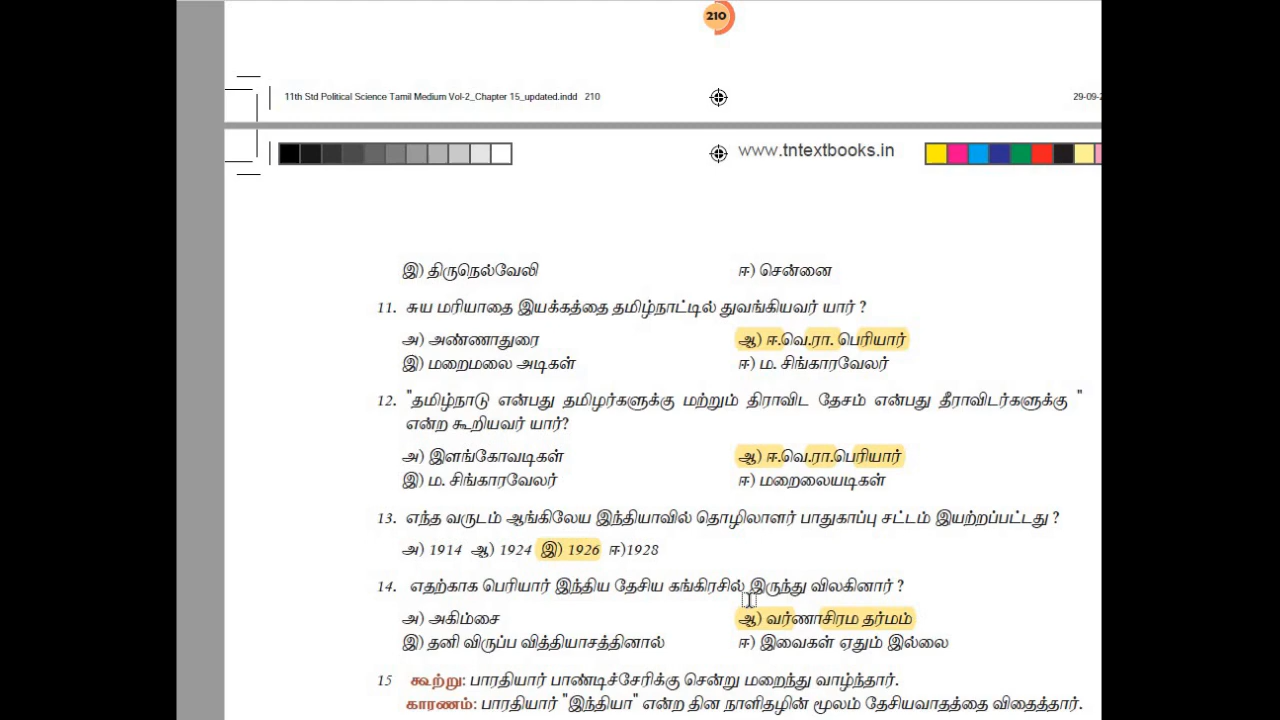 210
11th Std Political Science Tamil Medium Vol-2_Chapter 15_updated.indd 210 29-09-2
www.tntextbooks.in
இ) திருநெல்வேலி ஈ) சென்னை
11. சுய மரியாதை இயக்கத்தை தமிழ்நாட்டில் துவங்கியவர் யார் ?
அ) அண்ணாதுரை ஆ) ஈ.வெ.ரா. பெரியார்
இ) மறைமலை அடிகள் ஈ) ம. சிங்காரவேலர்
12. "தமிழ்நாடு என்பது தமிழர்களுக்கு மற்றும் திராவிட தேசம் என்பது தீராவிடர்களுக்கு "
என்ற கூறியவர் யார்?
அ) இளங்கோவடிகள் ஆ) ஈ.வெ.ரா.பெரியார்
இ) ம. சிங்காரவேலர் ஈ) மறைலையடிகள்
13. எந்த வருடம் ஆங்கிலேய இந்தியாவில் தொழிலாளர் பாதுகாப்பு சட்டம் இயற்றப்பட்டது ?
அ) 1914 ஆ) 1924 இ) 1926 ஈ)1928
14. எதற்காக பெரியார் இந்திய தேசிய கங்கிரசில் இருந்து விலகினார் ?
அ) அகிம்சை ஆ) வர்ணாசிரம தர்மம்
இ) தனி விருப்ப வித்தியாசத்தினால் ஈ) இவைகள் ஏதும் இல்லை
15 கூற்று: பாரதியார் பாண்டிச்சேரிக்கு சென்று மறைந்து வாழ்ந்தார்.
காரணம்: பாரதியார் "இந்தியா" என்ற தின நாளிதழின் மூலம் தேசியவாதத்தை விதைத்தார்.